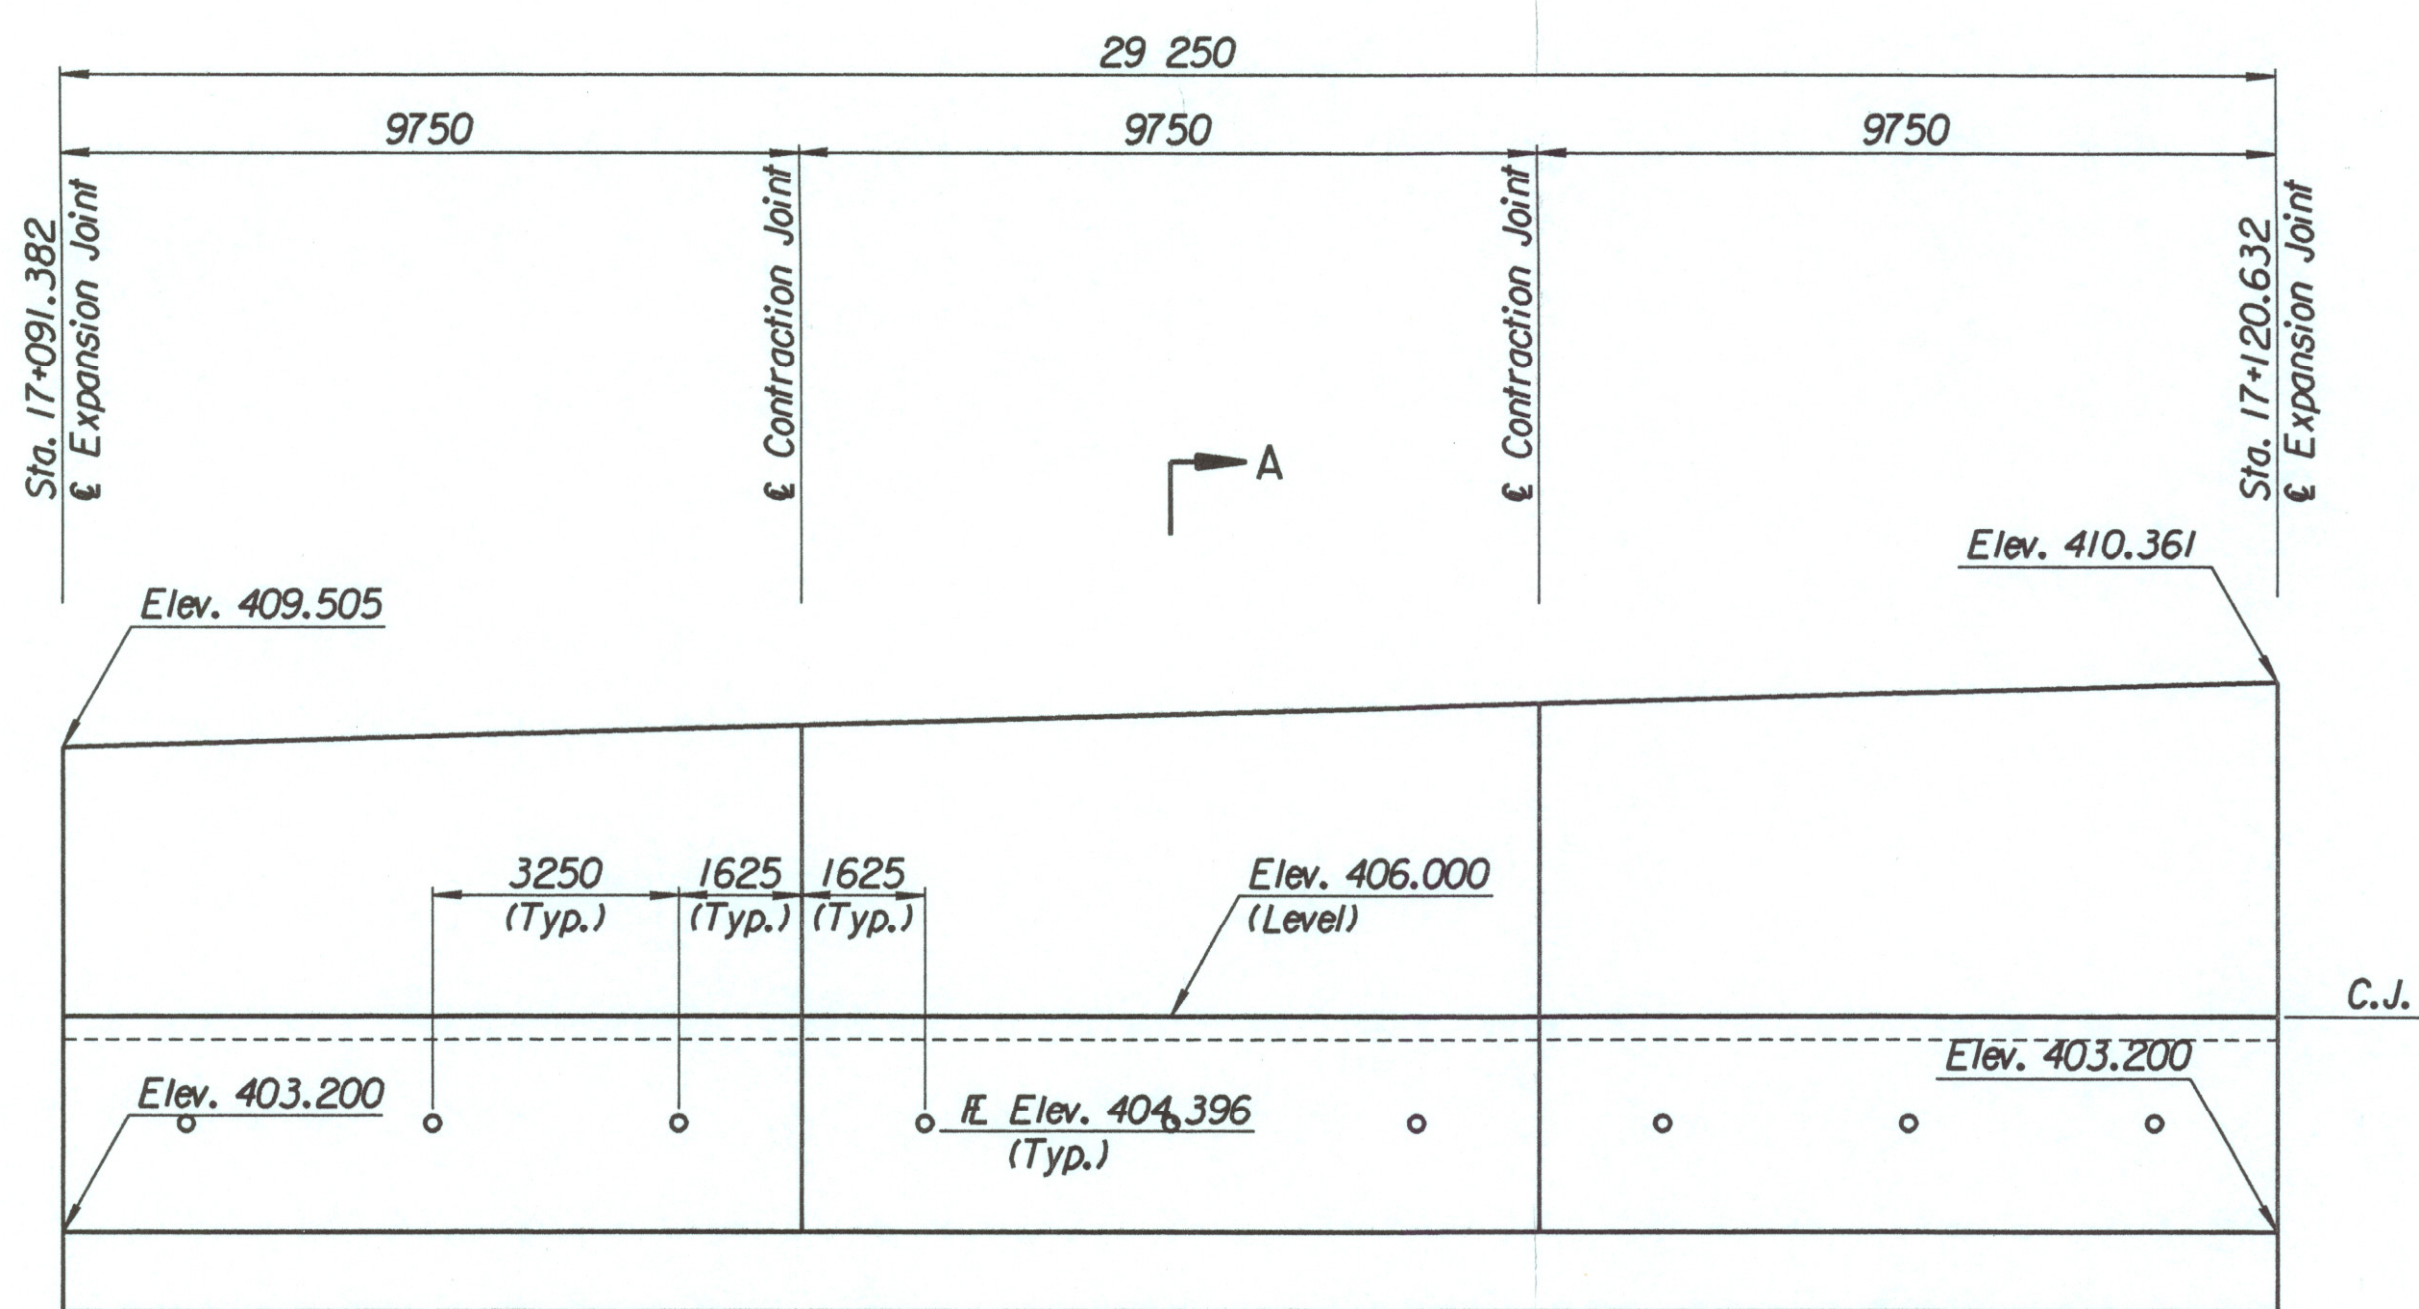 29 250
9750
9750
9750
Sta. 17+091.382
℄ Expansion Joint
℄ Contraction Joint
℄ Contraction Joint
Sta. 17+120.632
℄ Expansion Joint
A
Elev. 410.361
Elev. 409.505
3250
(Typ.)
1625
(Typ.)
1625
(Typ.)
Elev. 406.000
(Level)
C.J.
Elev. 403.200
Elev. 403.200
Æ Elev. 404.396
(Typ.)